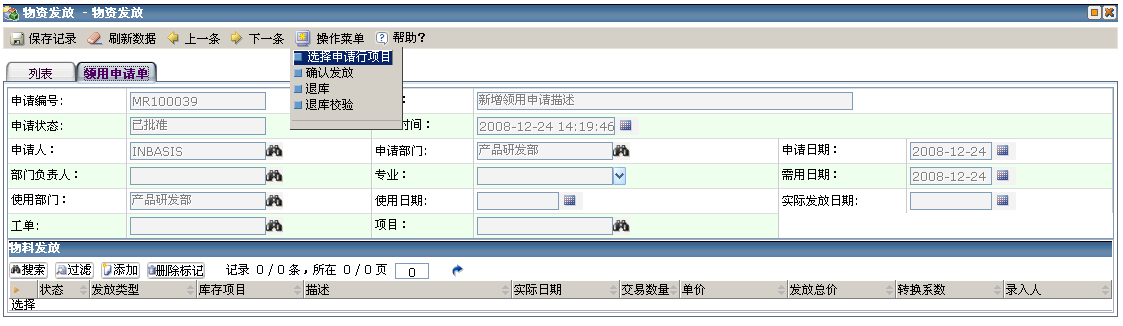 物资发放 - 物资发放
保存记录 刷新数据 上一条 下一条 操作菜单 帮助?
选择申请行项目
确认发放
退库
退库校验
列表 领用申请单
申请编号: MR100039 : 新增领用申请描述
申请状态: 已批准 时间: 2008-12-24 14:19:46
申请人: INBASIS 申请部门: 产品研发部 申请日期: 2008-12-24
部门负责人: 专业: 需用日期: 2008-12-24
使用部门: 产品研发部 使用日期: 实际发放日期:
工单: 项目:
物料发放
搜索 过滤 添加 删除标记 记录 0 / 0 条,所在 0 / 0 页 0
状态 发放类型 库存项目 描述 实际日期 交易数量 单价 发放总价 转换系数 录入人
选择